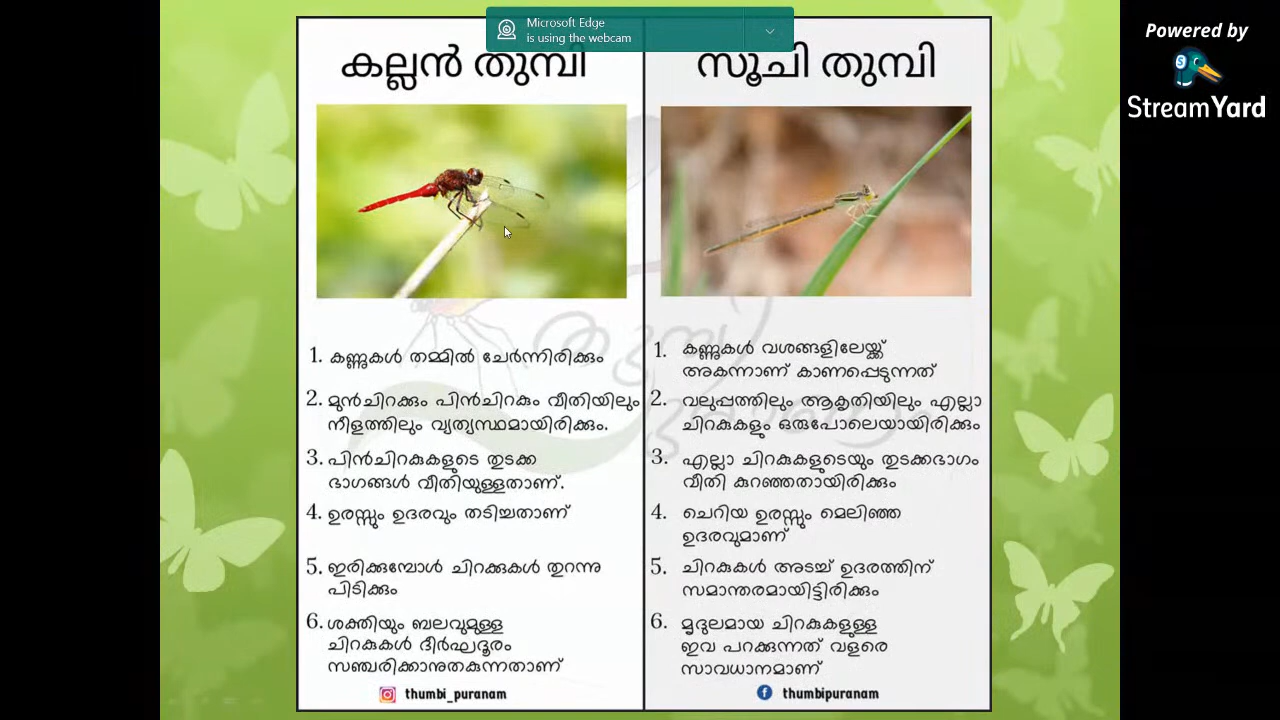 Microsoft Edge
is using the webcam
Powered by
StreamYard
കല്ലൻ തുമ്പി
1. കണ്ണുകൾ തമ്മിൽ ചേർന്നിരിക്കും
2. മുൻചിറക്കും പിൻചിറകും വീതിയിലും
നീളത്തിലും വ്യത്യസ്ഥമായിരിക്കും.
3. പിൻചിറകുകളുടെ തുടക്ക
ഭാഗങ്ങൾ വീതിയുള്ളതാണ്.
4. ഉരസ്സും ഉദരവും തടിച്ചതാണ്
5. ഇരിക്കുമ്പോൾ ചിറക്കുകൾ തുറന്നു
പിടിക്കും
6. ശക്തിയും ബലവുമുള്ള
ചിറകുകൾ ദീർഘദൂരം
സഞ്ചരിക്കാനുതകുന്നതാണ്
thumbi_puranam
സൂചി തുമ്പി
1. കണ്ണുകൾ വശങ്ങളിലേയ്ക്ക്
അകന്നാണ് കാണപ്പെടുന്നത്
2. വലുപ്പത്തിലും ആകൃതിയിലും എല്ലാ
ചിറകുകളും ഒരുപോലെയായിരിക്കും
3. എല്ലാ ചിറകുകളുടെയും തുടക്കഭാഗം
വീതി കുറഞ്ഞതായിരിക്കും
4. ചെറിയ ഉരസ്സും മെലിഞ്ഞ
ഉദരവുമാണ്
5. ചിറകുകൾ അടച്ച് ഉദരത്തിന്
സമാന്തരമായിട്ടിരിക്കും
6. മൃദുലമായ ചിറകുകളുള്ള
ഇവ പറക്കുന്നത് വളരെ
സാവധാനമാണ്
thumbipuranam
തുമ്പി
പുരാണം